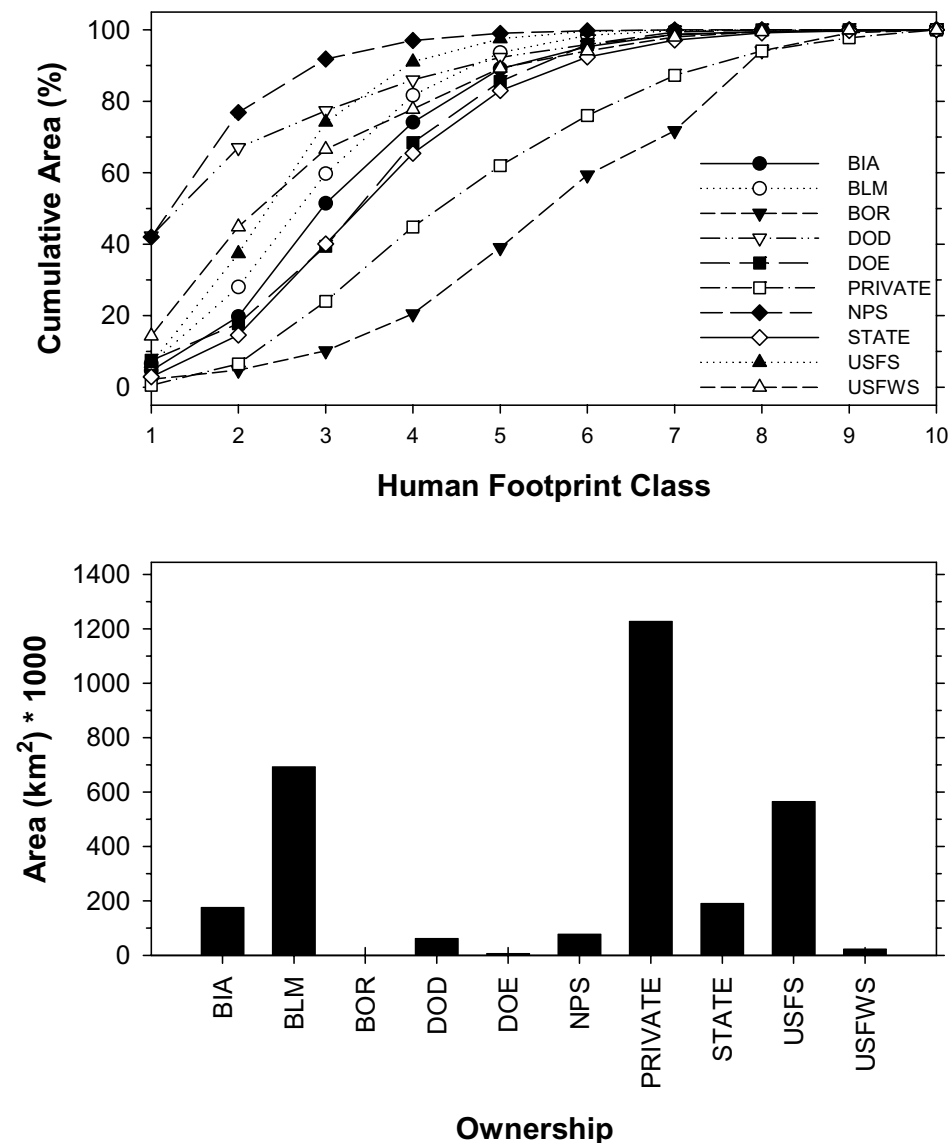 100
80
60
40
20
0
Cumulative Area (%)
BIA
BLM
BOR
DOD
DOE
PRIVATE
NPS
STATE
USFS
USFWS
1 2 3 4 5 6 7 8 9 10
Human Footprint Class
1400
1200
1000
800
600
400
200
0
Area (km²) * 1000
BIA
BLM
BOR
DOD
DOE
NPS
PRIVATE
STATE
USFS
USFWS
Ownership